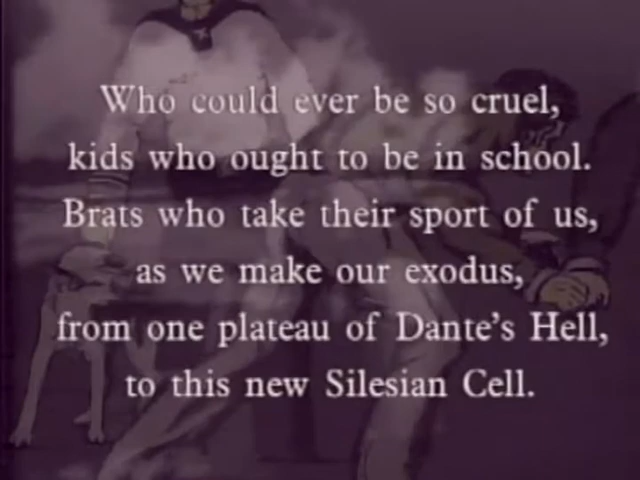 Who could ever be so cruel,
kids who ought to be in school.
Brats who take their sport of us,
as we make our exodus,
from one plateau of Dante's Hell,
to this new Silesian Cell.